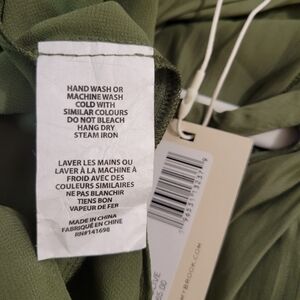 HAND WASH OR
MACHINE WASH
COLD WITH
SIMILAR COLOURS
DO NOT BLEACH
HANG DRY
STEAM IRON
LAVER LES MAINS OU
LAVER À LA MACHINE À
FROID AVEC DES
COULEURS SIMILAIRES
NE PAS BLANCHIR
TIENS BON
VAPEUR DE FER
MADE IN CHINA
FABRIQUÉ EN CHINE
RN#141698